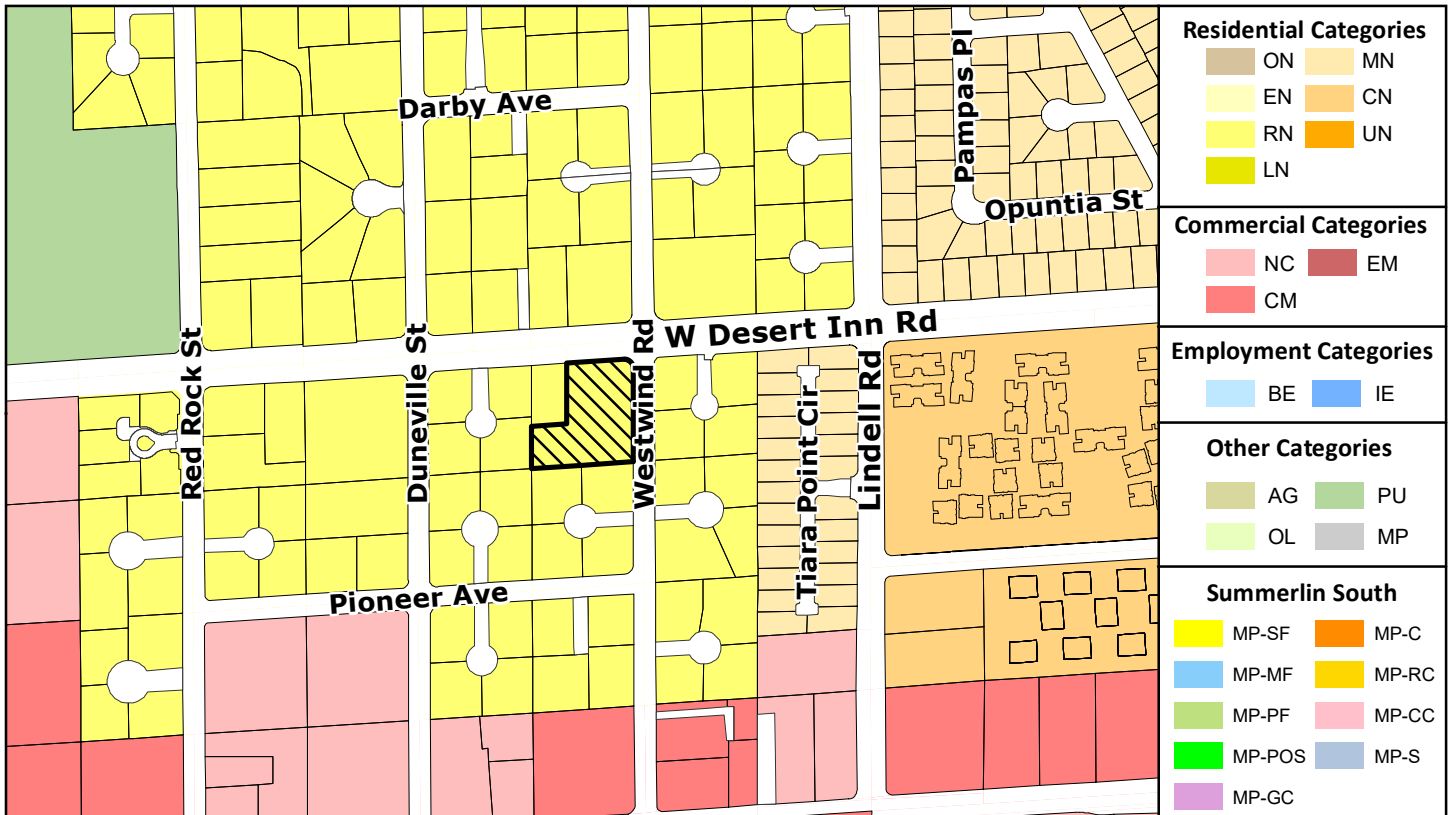 Darby Ave
Pampas Pl
Opuntia St
W Desert Inn Rd
Red Rock St
Duneville St
Westwind Rd
Tiara Point Cir
Lindell Rd
Pioneer Ave
Residential Categories
ON MN
EN CN
RN UN
LN
Commercial Categories
NC EM
CM
Employment Categories
BE IE
Other Categories
AG PU
OL MP
Summerlin South
MP-SF MP-C
MP-MF MP-RC
MP-PF MP-CC
MP-POS MP-S
MP-GC